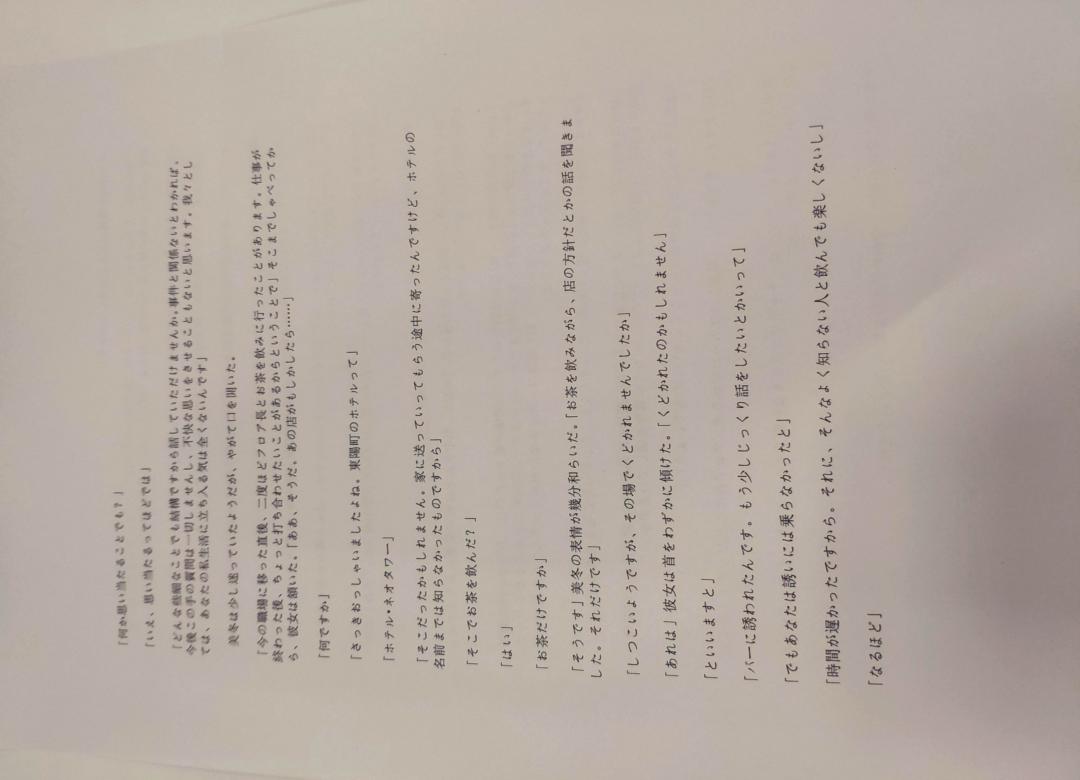 「何か思い当たることでも?」
「いえ、思い当たるってほどでは」
「どんな些細なことでも結構ですから話していただけませんか。事件と関係ないとわかれば、
今後この手の質問は一切しませんし、不快な思いをさせることもないと思います。我々とし
ては、あなたの私生活に立ち入る気は全くないんです」
美冬は少し迷っていたようだが、やがて口を開いた。
「今の職場に移った直後、二度ほどフロア長とお茶を飲みに行ったことがあります。仕事が
終わった後、ちょっと打ち合わせたいことがあるからということで」そこまでしゃべってか
ら、彼女は頷いた。「ああ、そうだ。あの店がもしかしたら……」
「何ですか」
「さっきおっしゃいましたよね。東陽町のホテルって」
「ホテル・ネオタワー」
「そこだったかもしれません。家に送っていってもらう途中に寄ったんですけど、ホテルの
名前までは知らなかったものですから」
「そこでお茶を飲んだ?」
「はい」
「お茶だけですか」
「そうです」美冬の表情が幾分和らいだ。「お茶を飲みながら、店の方針だとかの話を聞きま
した。それだけです」
「しつこいようですが、その場でくどかれませんでしたか」
「あれは」彼女は首をわずかに傾けた。「くどかれたのかもしれません」
「といいますと」
「バーに誘われたんです。もう少しじっくり話をしたいとかいって」
「でもあなたは誘いには乗らなかったと」
「時間が遅かったですから。それに、そんなよく知らない人と飲んでも楽しくないし」
「なるほど」